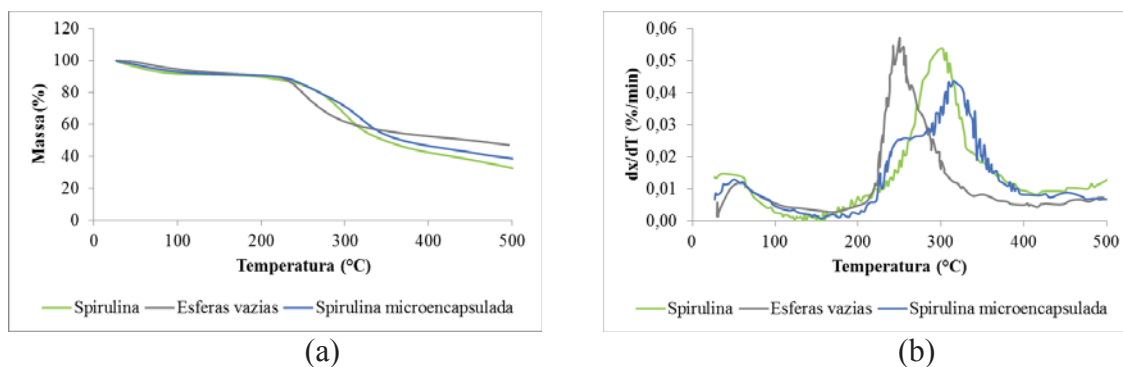 120
100
80
60
40
20
0
Massa (%)
0 100 200 300 400 500
Temperatura (°C)
Spirulina Esferas vazias Spirulina microencapsulada
(a)
0,06
0,05
0,04
0,03
0,02
0,01
0,00
dx/dT (%/min)
0 100 200 300 400 500
Temperatura (°C)
Spirulina Esferas vazias Spirulina microencapsulada
(b)